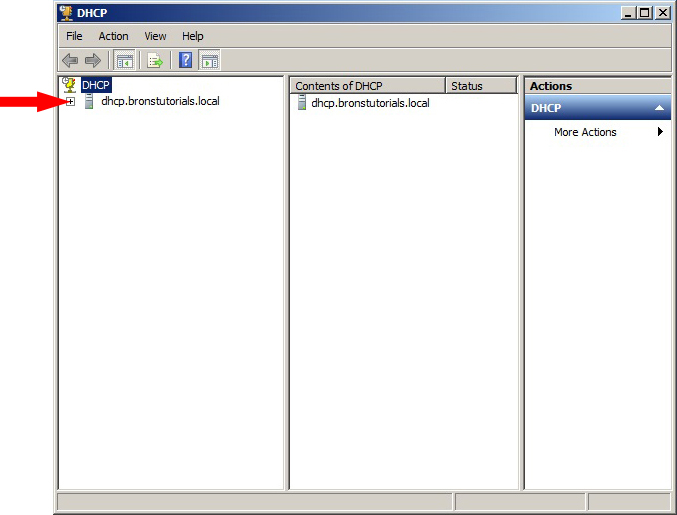 DHCP
File Action View Help
DHCP
dhcp.bronstutorials.local
Contents of DHCP Status
dhcp.bronstutorials.local
Actions
DHCP
More Actions